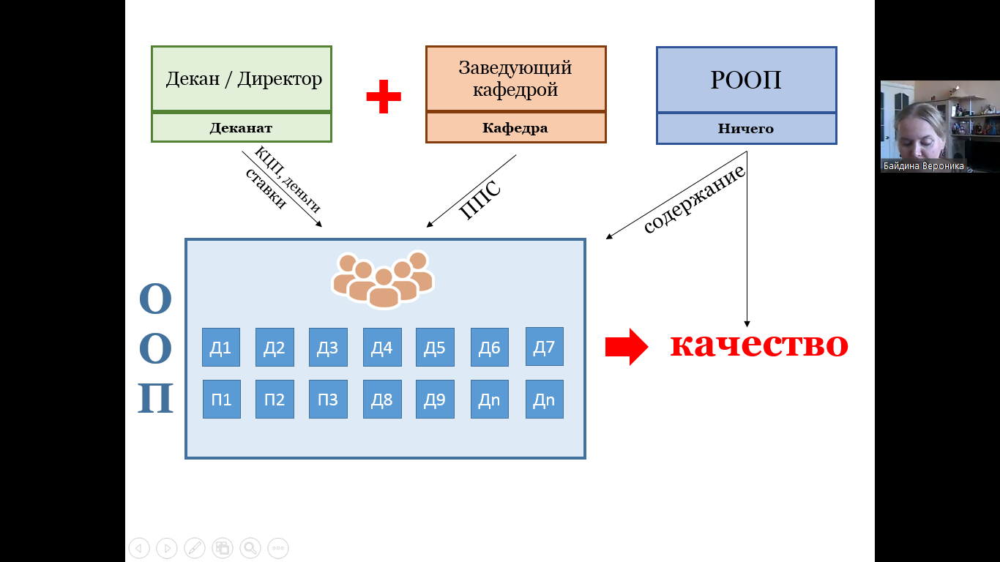 Декан / Директор
Деканат
Заведующий
кафедрой
Кафедра
РООП
Ничего
КЦП, деньги
ставки
ППС
содержание
О
О
П
Д1 Д2 Д3 Д4 Д5 Д6 Д7
П1 П2 П3 Д8 Д9 Дn Дn
качество
Байдина Вероника